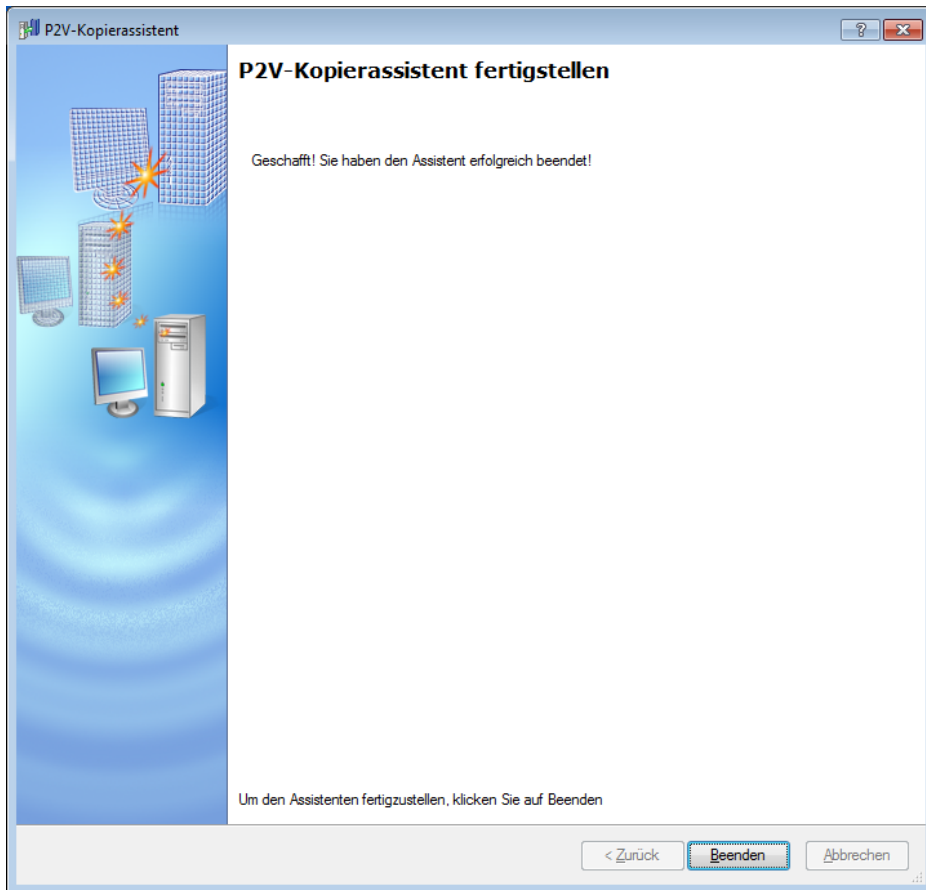 P2V-Kopierassistent
P2V-Kopierassistent fertigstellen
Geschafft! Sie haben den Assistent erfolgreich beendet!
Um den Assistenten fertigzustellen, klicken Sie auf Beenden
< Zurück Beenden Abbrechen